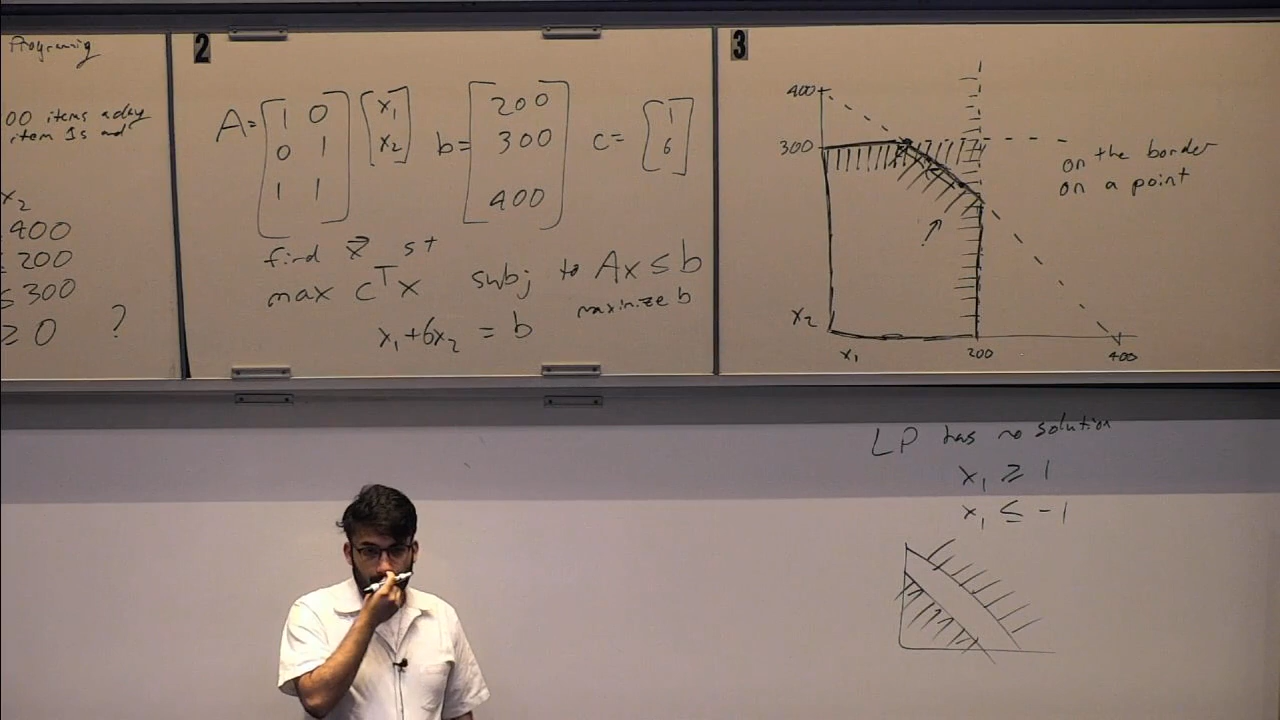 Programig
00 items a day
item 1s and
x2
400
≤ 200
≤ 300
≥ 0 ?
2
A= [1 0; 0 1; 1 1] [x1; x2] b= [200; 300; 400] c= [1; 6]
find x⃗ st
max cᵀx subj to Ax ≤ b
maximize b
x1+6x2 = b
3
400
300
on the border
on a point
x2
x1
200
400
LP has no solution
x1 ≥ 1
x1 ≤ -1